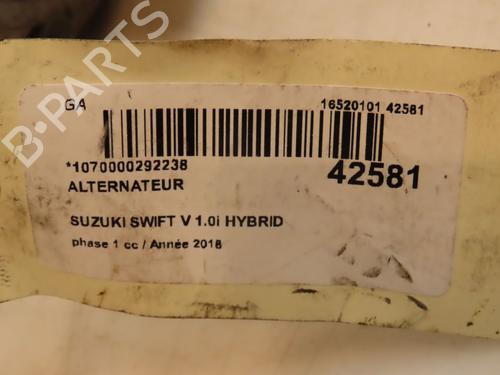 GA
16520101 42581
*1070000292238
42581
ALTERNATEUR
SUZUKI SWIFT V 1.0i HYBRID
phase 1 cc / Année 2018
B-PARTS